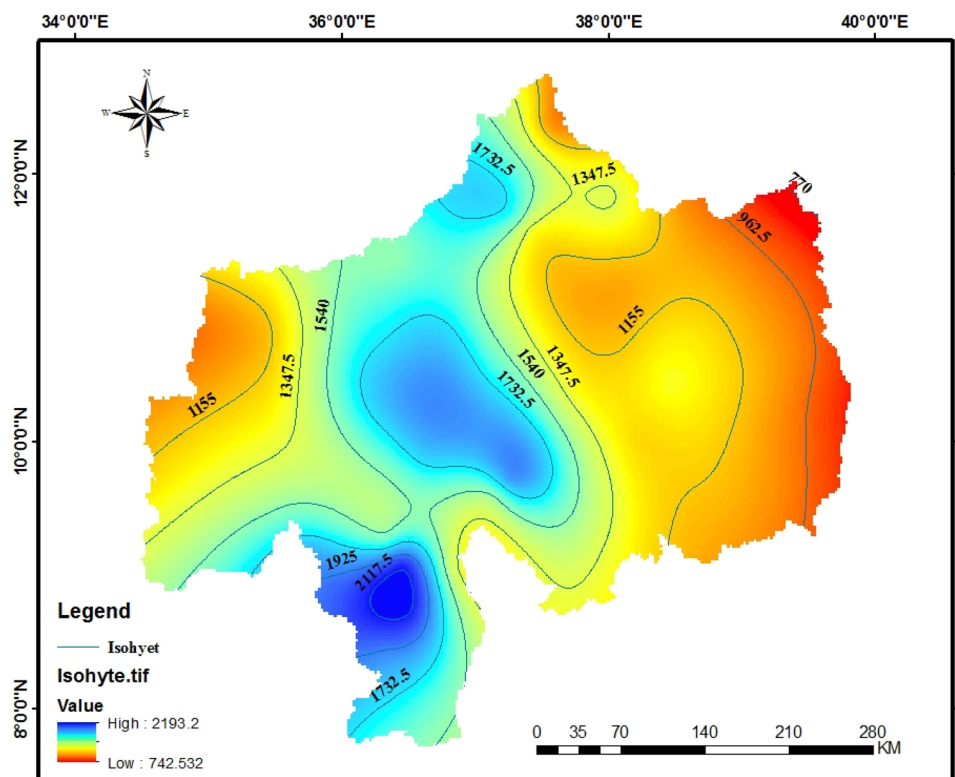 34°0'0"E 36°0'0"E 38°0'0"E 40°0'0"E
N
W E
S
12°0'0"N
10°0'0"N
8°0'0"N
1732.5
1347.5
770
962.5
1540
1155
1347.5
1155
1540
1347.5
1732.5
1925
2117.5
1732.5
Legend
Isohyet
Isohyte.tif
Value
High : 2193.2
Low : 742.532
0 35 70 140 210 280
KM